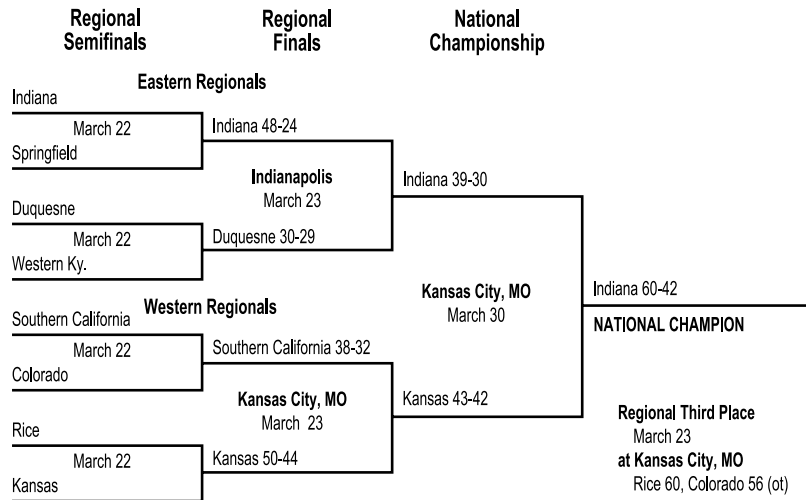 Regional
Semifinals
Regional
Finals
National
Championship
Eastern Regionals
Indiana
March 22
Springfield
Indiana 48-24
Indianapolis
March 23
Duquesne
March 22
Western Ky.
Duquesne 30-29
Indiana 39-30
Western Regionals
Southern California
March 22
Colorado
Southern California 38-32
Kansas City, MO
March 23
Rice
March 22
Kansas
Kansas 50-44
Kansas 43-42
Kansas City, MO
March 30
Indiana 60-42
NATIONAL CHAMPION
Regional Third Place
March 23
at Kansas City, MO
Rice 60, Colorado 56 (ot)